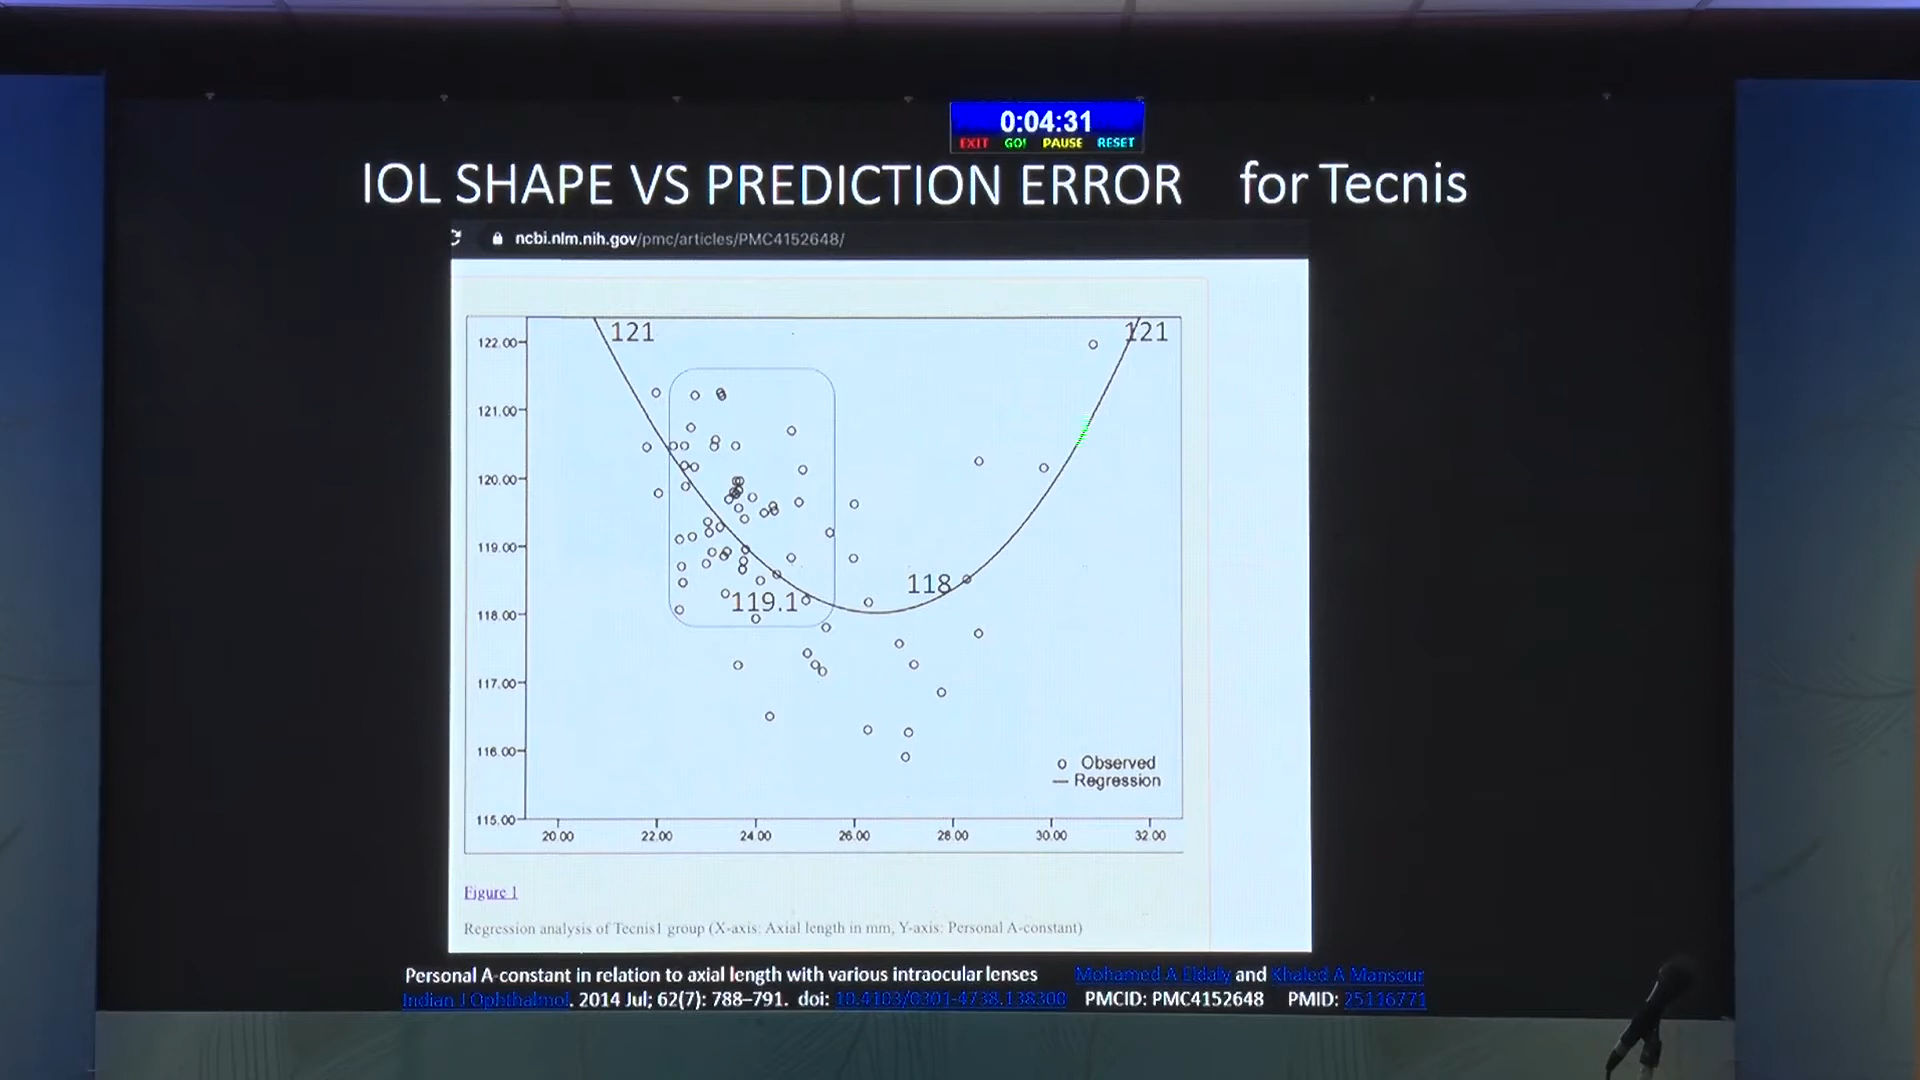 0:04:31
EXIT GO! PAUSE RESET
IOL SHAPE VS PREDICTION ERROR for Tecnis
ncbi.nlm.nih.gov/pmc/articles/PMC4152648/
121
121
122.00
121.00
120.00
119.00
118
119.1
118.00
117.00
116.00
Observed
Regression
115.00
20.00 22.00 24.00 26.00 28.00 30.00 32.00
Figure 1
Regression analysis of Tecnis1 group (X-axis: Axial length in mm, Y-axis: Personal A-constant)
Personal A-constant in relation to axial length with various intraocular lenses Mohamed A Eldaly and Khaled A Mansour
Indian J Ophthalmol. 2014 Jul; 62(7): 788–791. doi: 10.4103/0301-4738.138300 PMCID: PMC4152648 PMID: 25116771